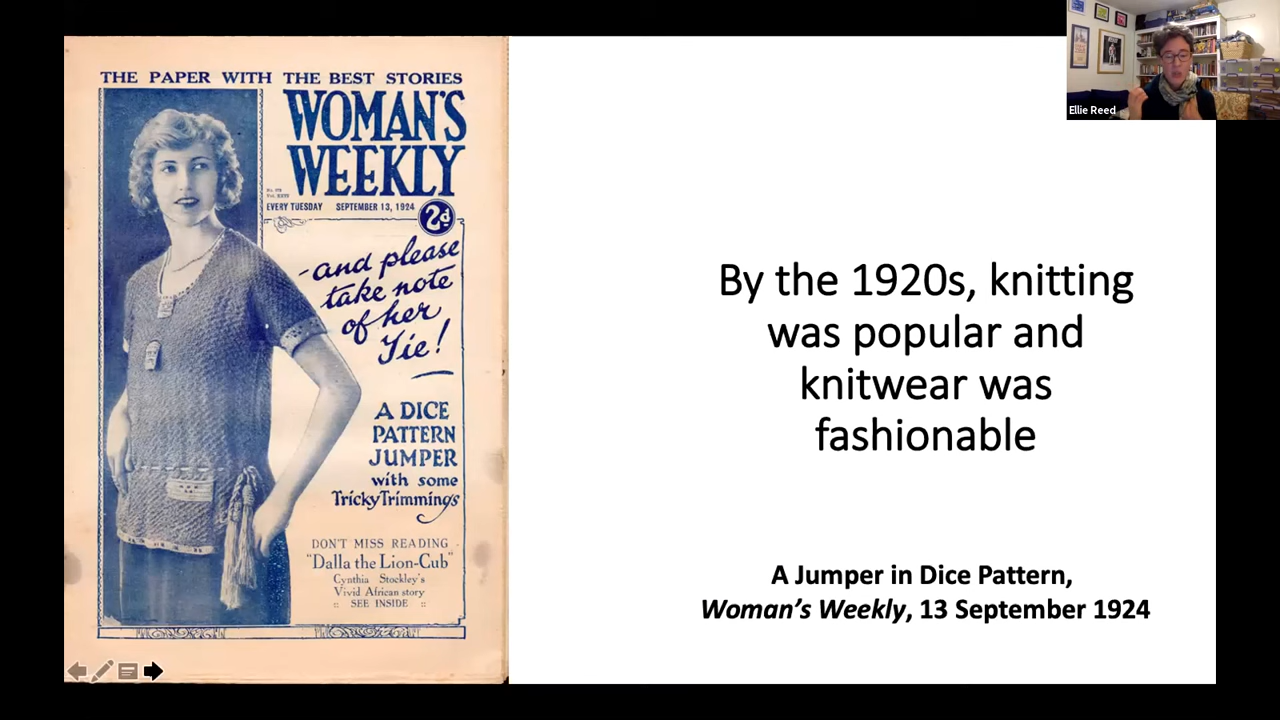 THE PAPER WITH THE BEST STORIES
WOMAN'S
WEEKLY
EVERY TUESDAY SEPTEMBER 13, 1924
2d
-and please
take note
of her
Tie!
A DICE
PATTERN
JUMPER
with some
Tricky Trimmings
DON'T MISS READING
"Dalla the Lion-Cub"
Cynthia Stockley's
Vivid African story
:: SEE INSIDE ::
By the 1920s, knitting
was popular and
knitwear was
fashionable
A Jumper in Dice Pattern,
Woman's Weekly, 13 September 1924
Ellie Reed